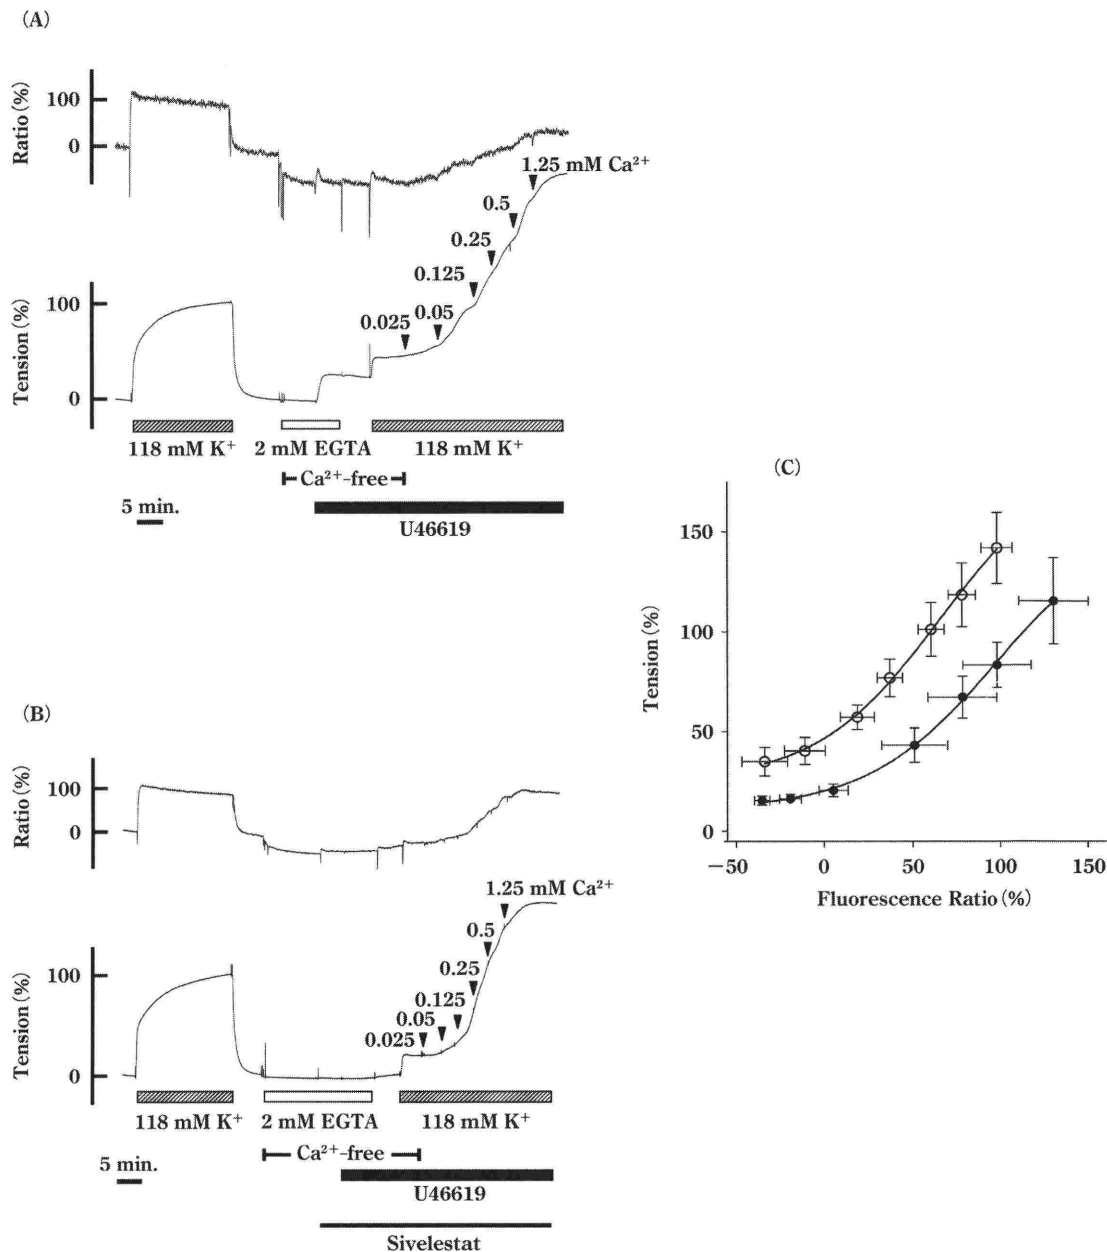 (A)
Ratio (%)
100
0
1.25 mM Ca²⁺
0.5
0.25
0.125
0.05
0.025
Tension (%)
100
0
118 mM K⁺
2 mM EGTA
118 mM K⁺
Ca²⁺-free
5 min.
U46619
(B)
Ratio (%)
100
0
1.25 mM Ca²⁺
0.5
0.25
0.125
0.05
0.025
Tension (%)
100
0
118 mM K⁺
2 mM EGTA
118 mM K⁺
Ca²⁺-free
5 min.
U46619
Sivelestat
(C)
Tension (%)
150
100
50
0
−50 0 50 100 150
Fluorescence Ratio (%)